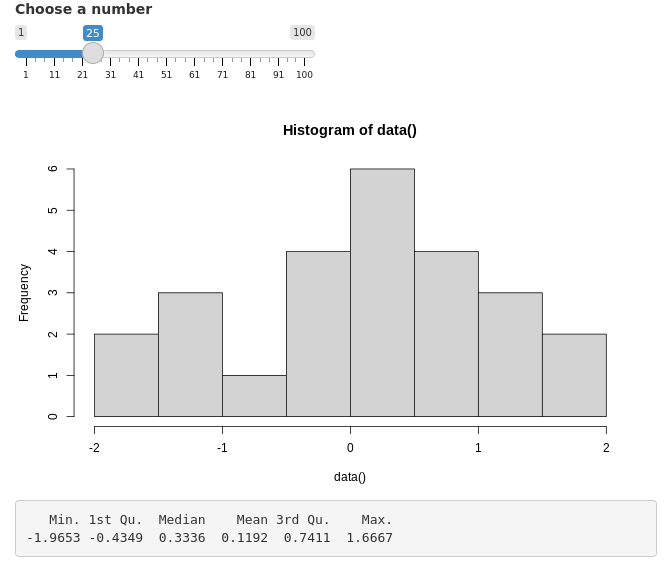 Choose a number
1 25 100
1 11 21 31 41 51 61 71 81 91 100
Histogram of data()
Frequency
6
5
4
3
2
1
0
-2 -1 0 1 2
data()
Min. 1st Qu. Median Mean 3rd Qu. Max.
-1.9653 -0.4349 0.3336 0.1192 0.7411 1.6667